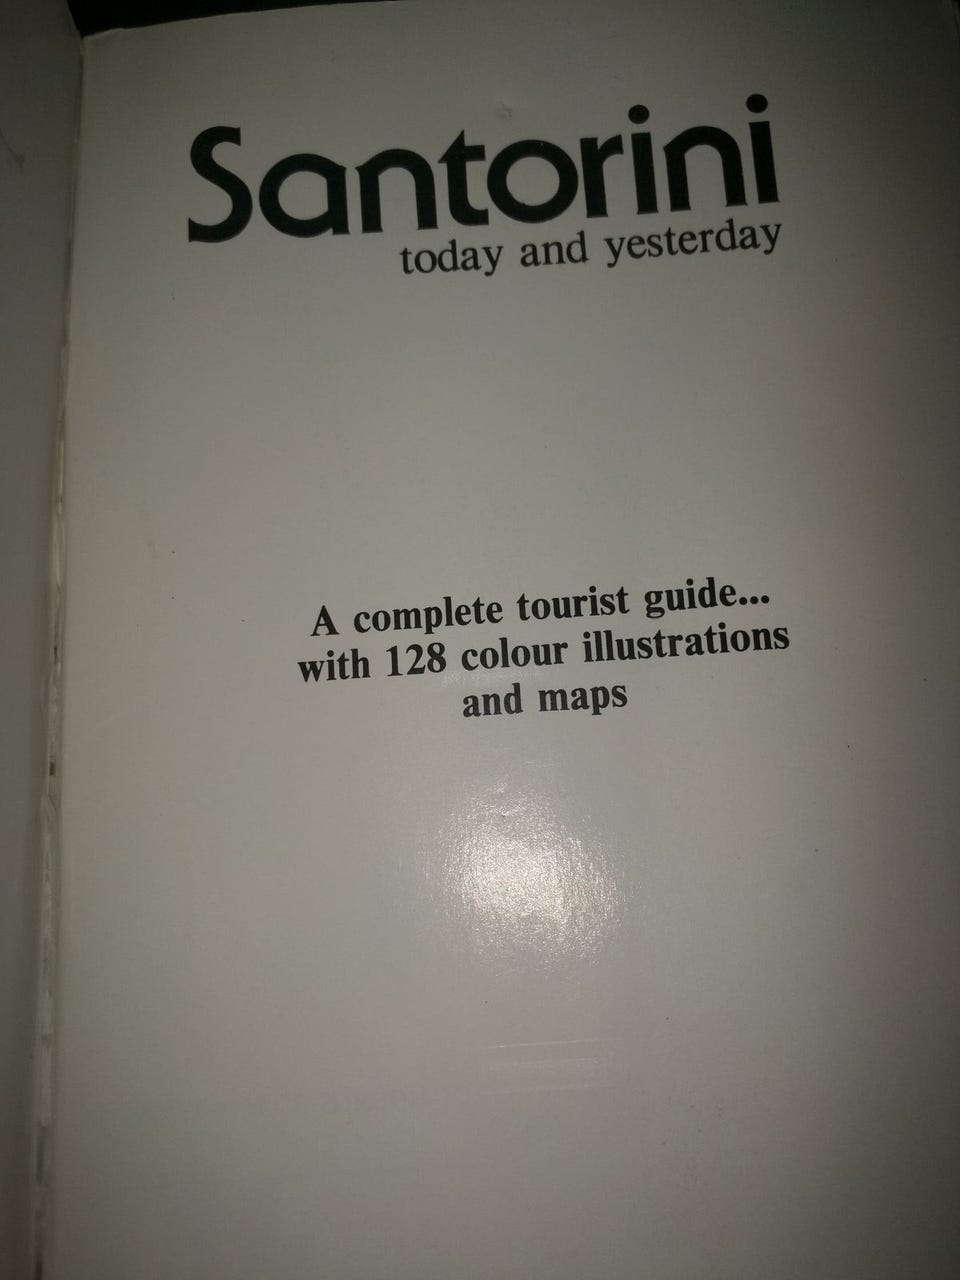 Santorini
today and yesterday
A complete tourist guide...
with 128 colour illustrations
and maps